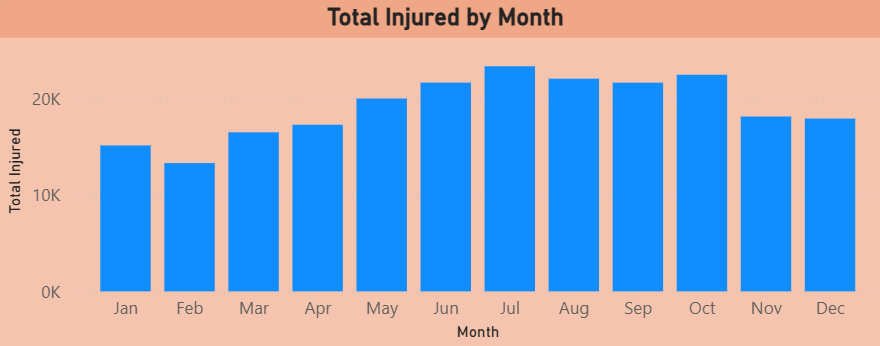 Total Injured by Month
Total Injured
20K
10K
0K
Jan Feb Mar Apr May Jun Jul Aug Sep Oct Nov Dec
Month